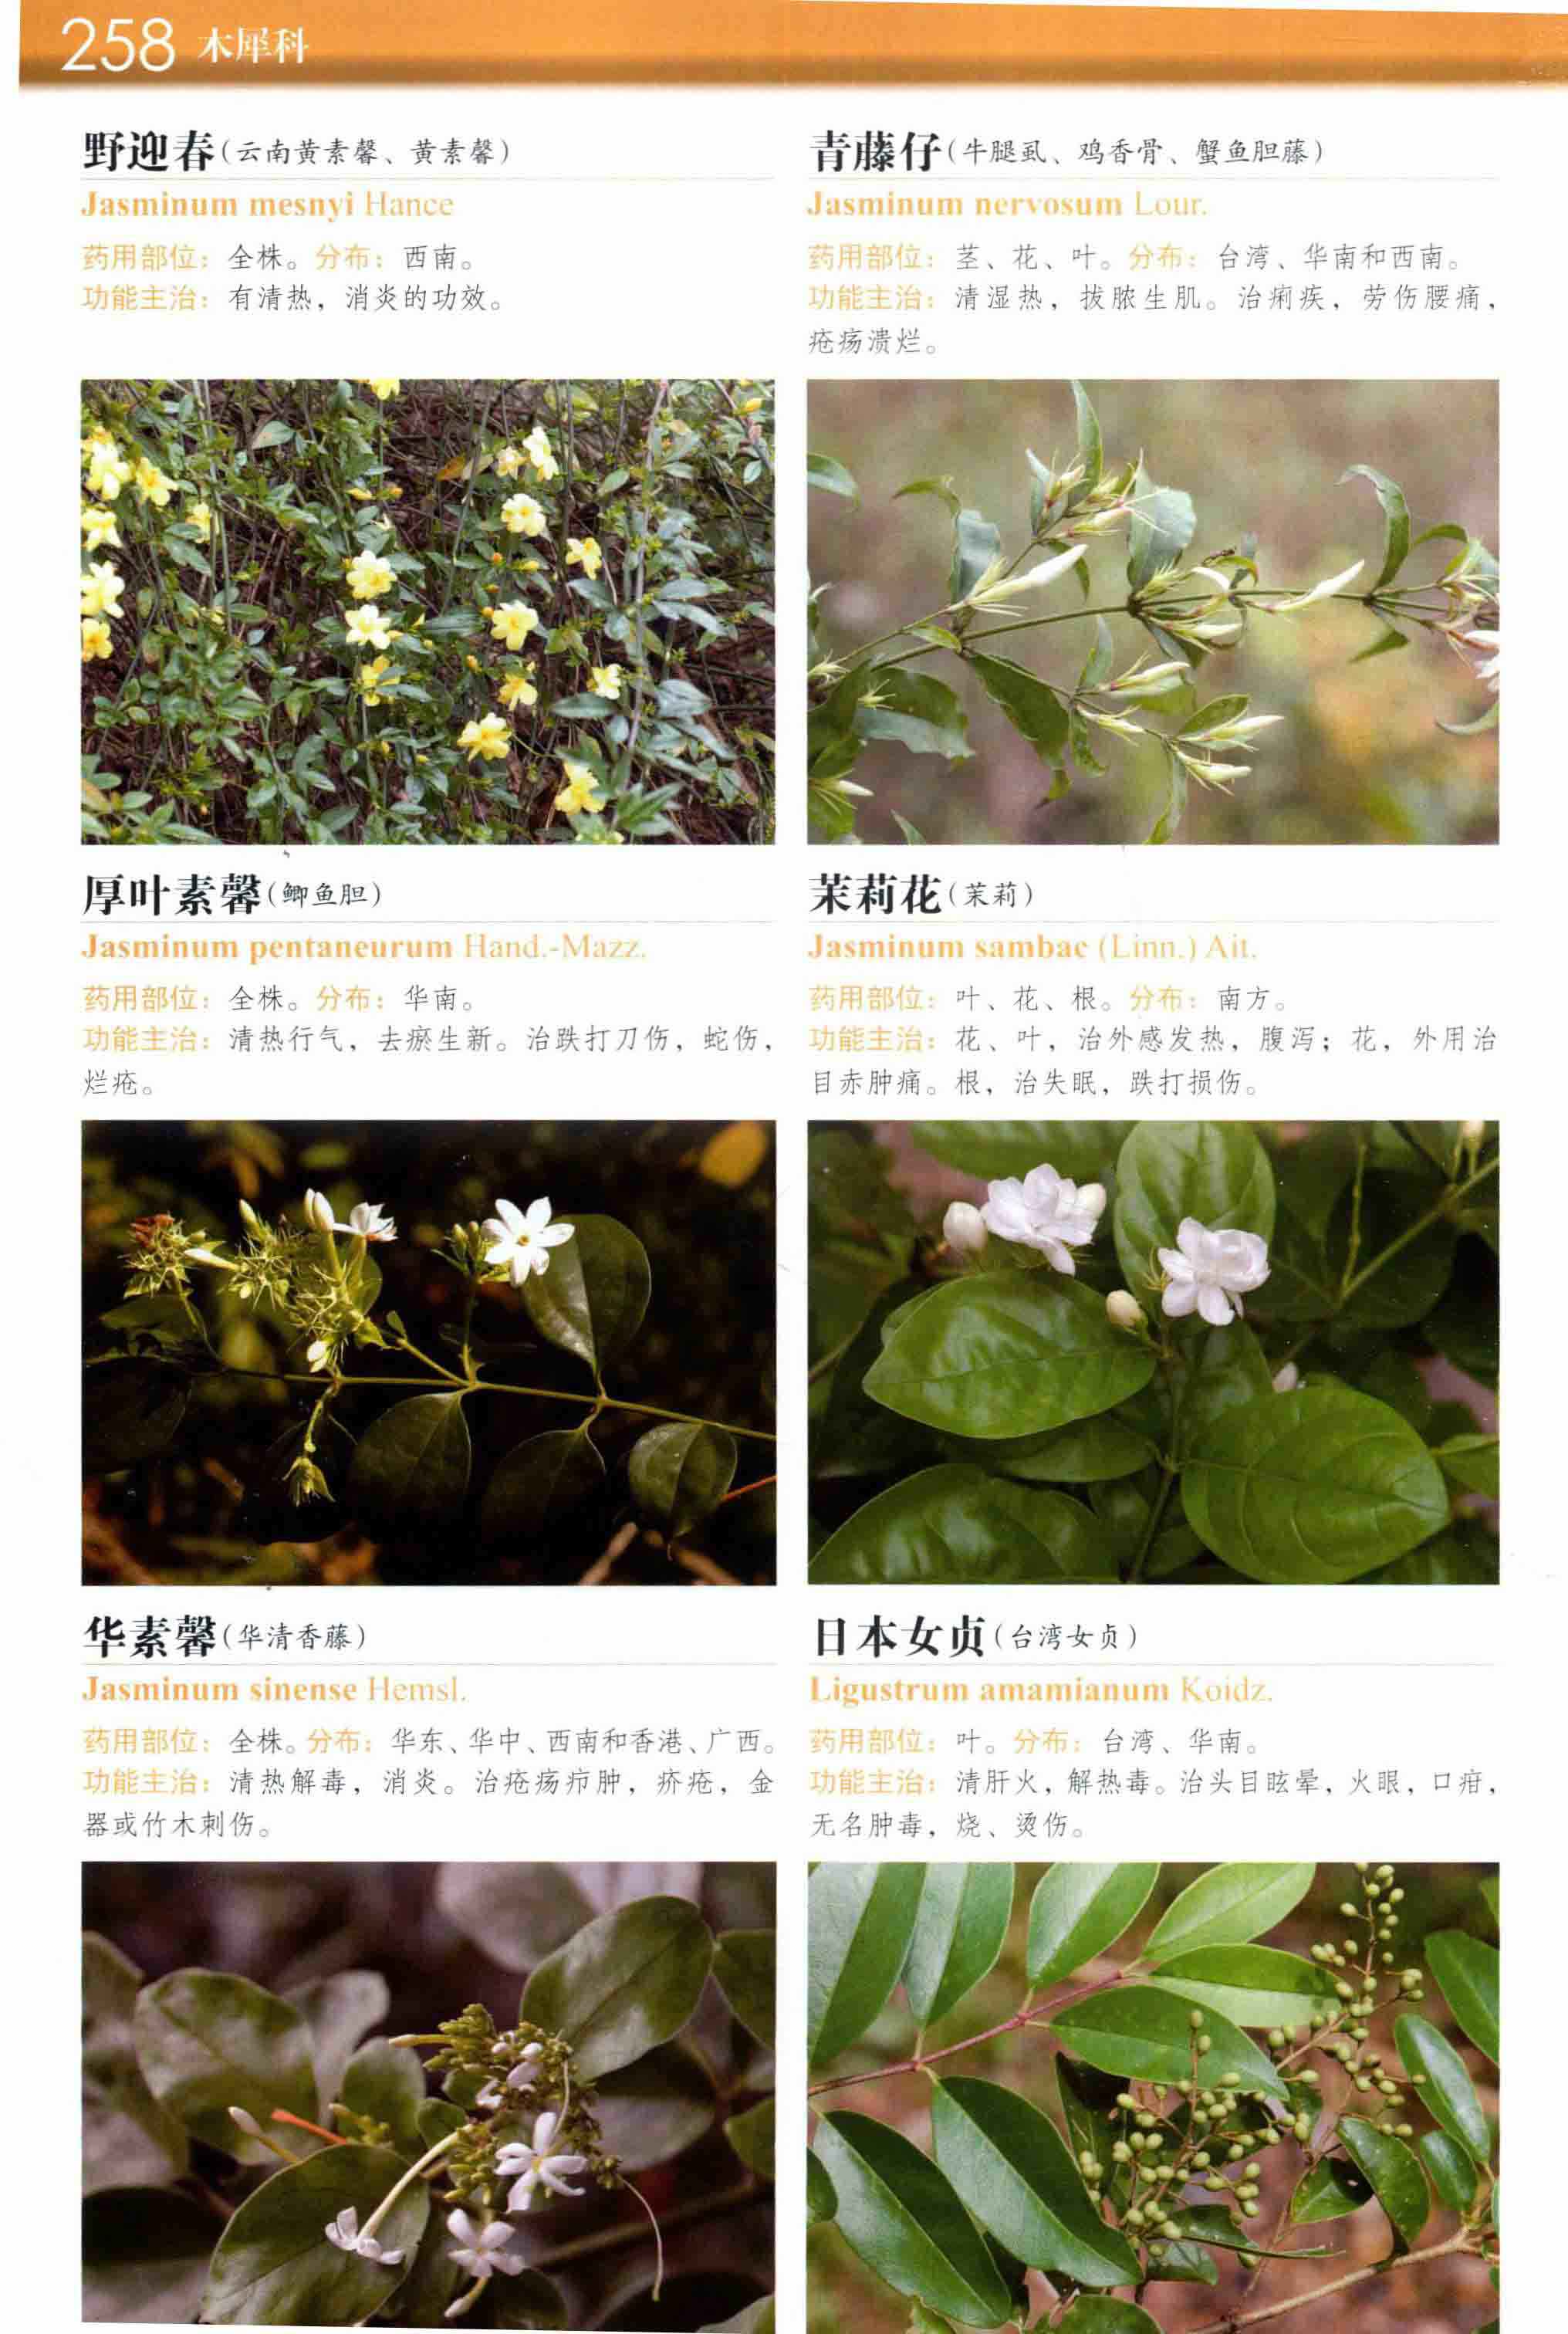 258 木犀科
野迎春(云南黄素馨、黄素馨)
Jasminum mesnyi Hance
药用部位：全株。分布：西南。
功能主治：有清热，消炎的功效。
青藤仔(牛腿虱、鸡香骨、蟹鱼胆藤)
Jasminum nervosum Lour.
药用部位：茎、花、叶。分布：台湾、华南和西南。
功能主治：清湿热，拔脓生肌。治痢疾，劳伤腰痛，
疮疡溃烂。
厚叶素馨(鲫鱼胆)
Jasminum pentaneurum Hand.-Mazz.
药用部位：全株。分布：华南。
功能主治：清热行气，去瘀生新。治跌打刀伤，蛇伤，
烂疮。
茉莉花(茉莉)
Jasminum sambac (Linn.) Ait.
药用部位：叶、花、根。分布：南方。
功能主治：花、叶，治外感发热，腹泻；花，外用治
目赤肿痛。根，治失眠，跌打损伤。
华素馨(华清香藤)
Jasminum sinense Hemsl.
药用部位：全株。分布：华东、华中、西南和香港、广西。
功能主治：清热解毒，消炎。治疮疡疖肿，疥疮，金
器或竹木刺伤。
日本女贞(台湾女贞)
Ligustrum amamianum Koidz.
药用部位：叶。分布：台湾、华南。
功能主治：清肝火，解热毒。治头目眩晕，火眼，口疳，
无名肿毒，烧、烫伤。